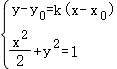 y-y₀=k(x-x₀)
x²/2+y²=1